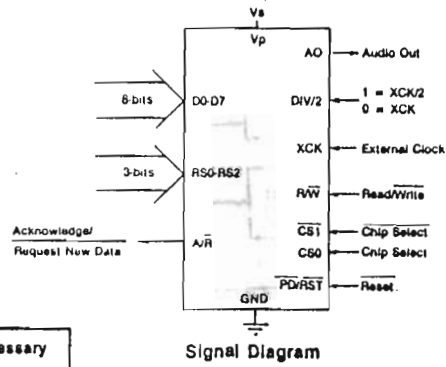 Vs
Vp
AO
Audio Out
8-bits
D0-D7
DIV/2
1 = XCK/2
0 = XCK
XCK
External Clock
3-bits
RS0-RS2
R/W
Read/Write
Acknowledge/
Request New Data
A/R
CS1
Chip Select
CS0
Chip Select
PD/RST
Reset.
GND
Signal Diagram